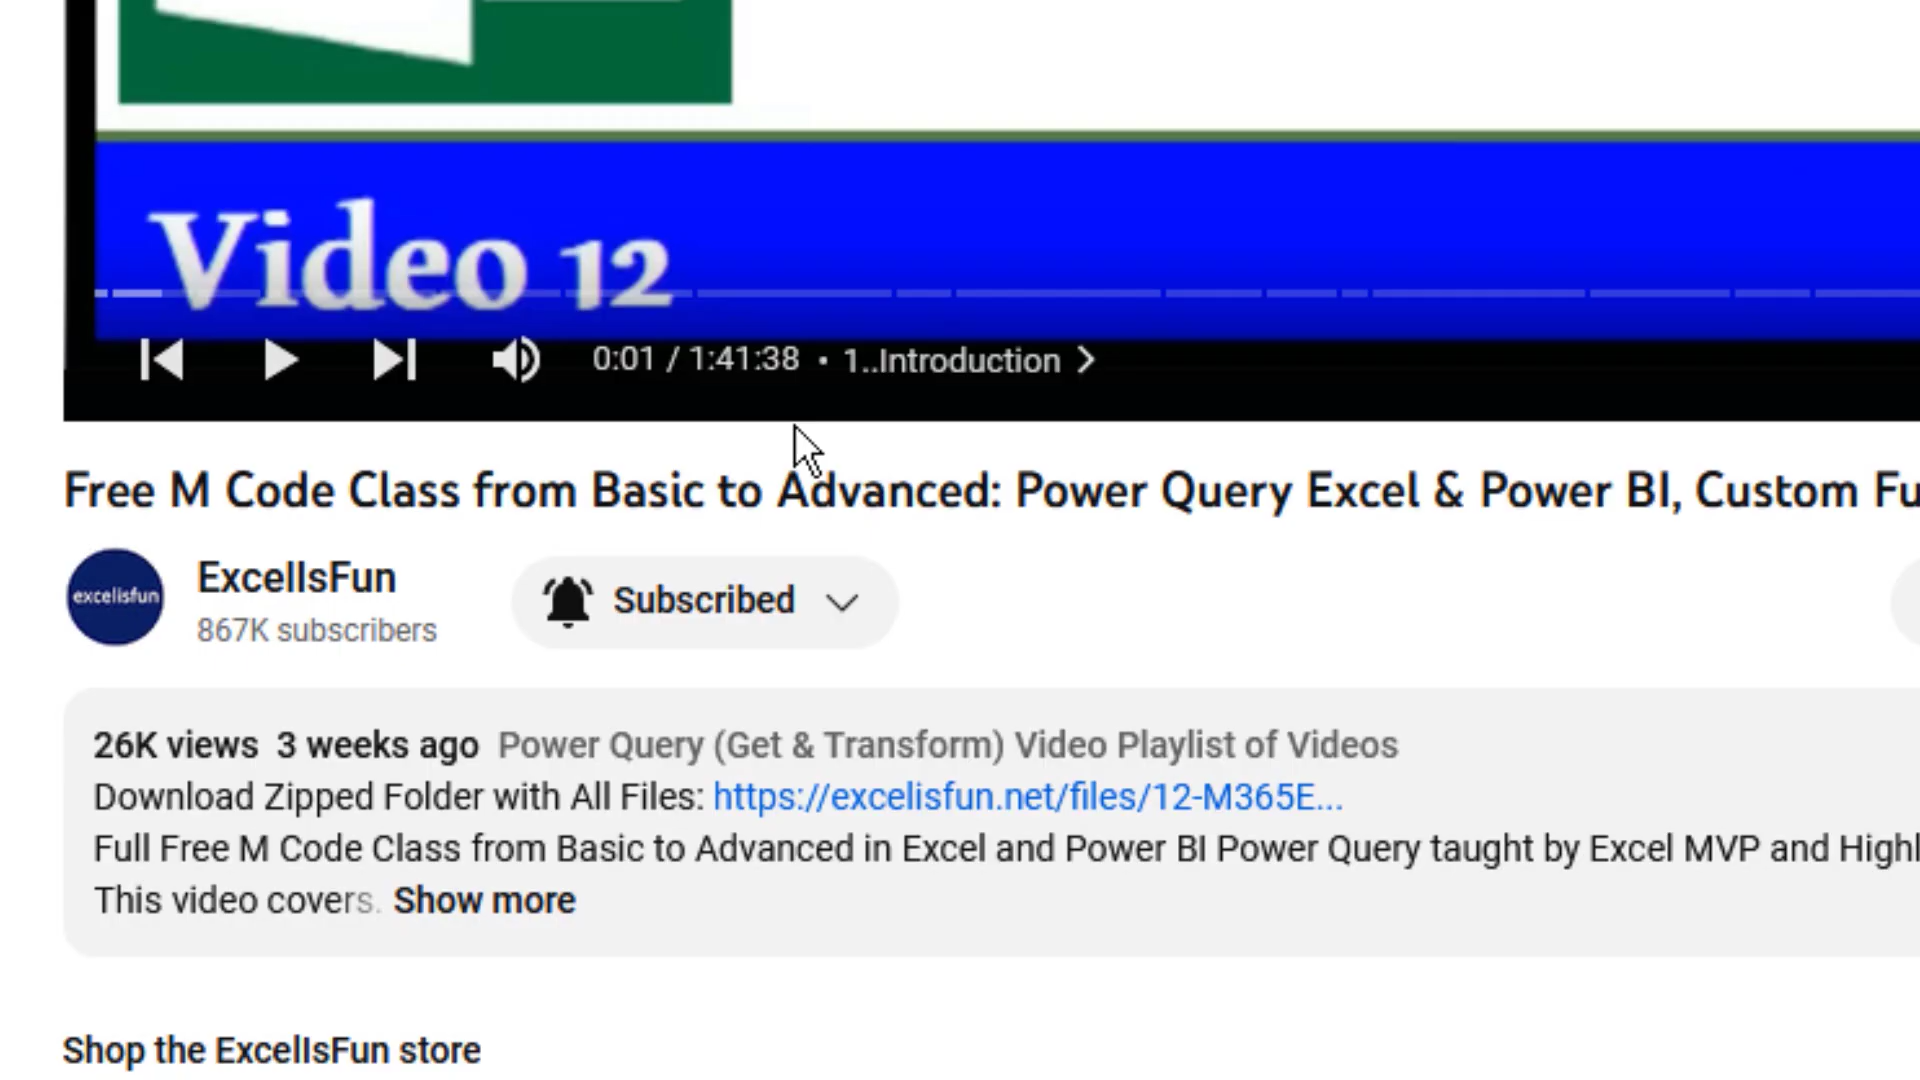 Video 12
0:01 / 1:41:38 • 1..Introduction
Free M Code Class from Basic to Advanced: Power Query Excel & Power BI, Custom Fu
excelisfun
ExcelIsFun
Subscribed
867K subscribers
26K views 3 weeks ago Power Query (Get & Transform) Video Playlist of Videos
Download Zipped Folder with All Files: https://excelisfun.net/files/12-M365E...
Full Free M Code Class from Basic to Advanced in Excel and Power BI Power Query taught by Excel MVP and Highl
This video covers. Show more
Shop the ExcelIsFun store